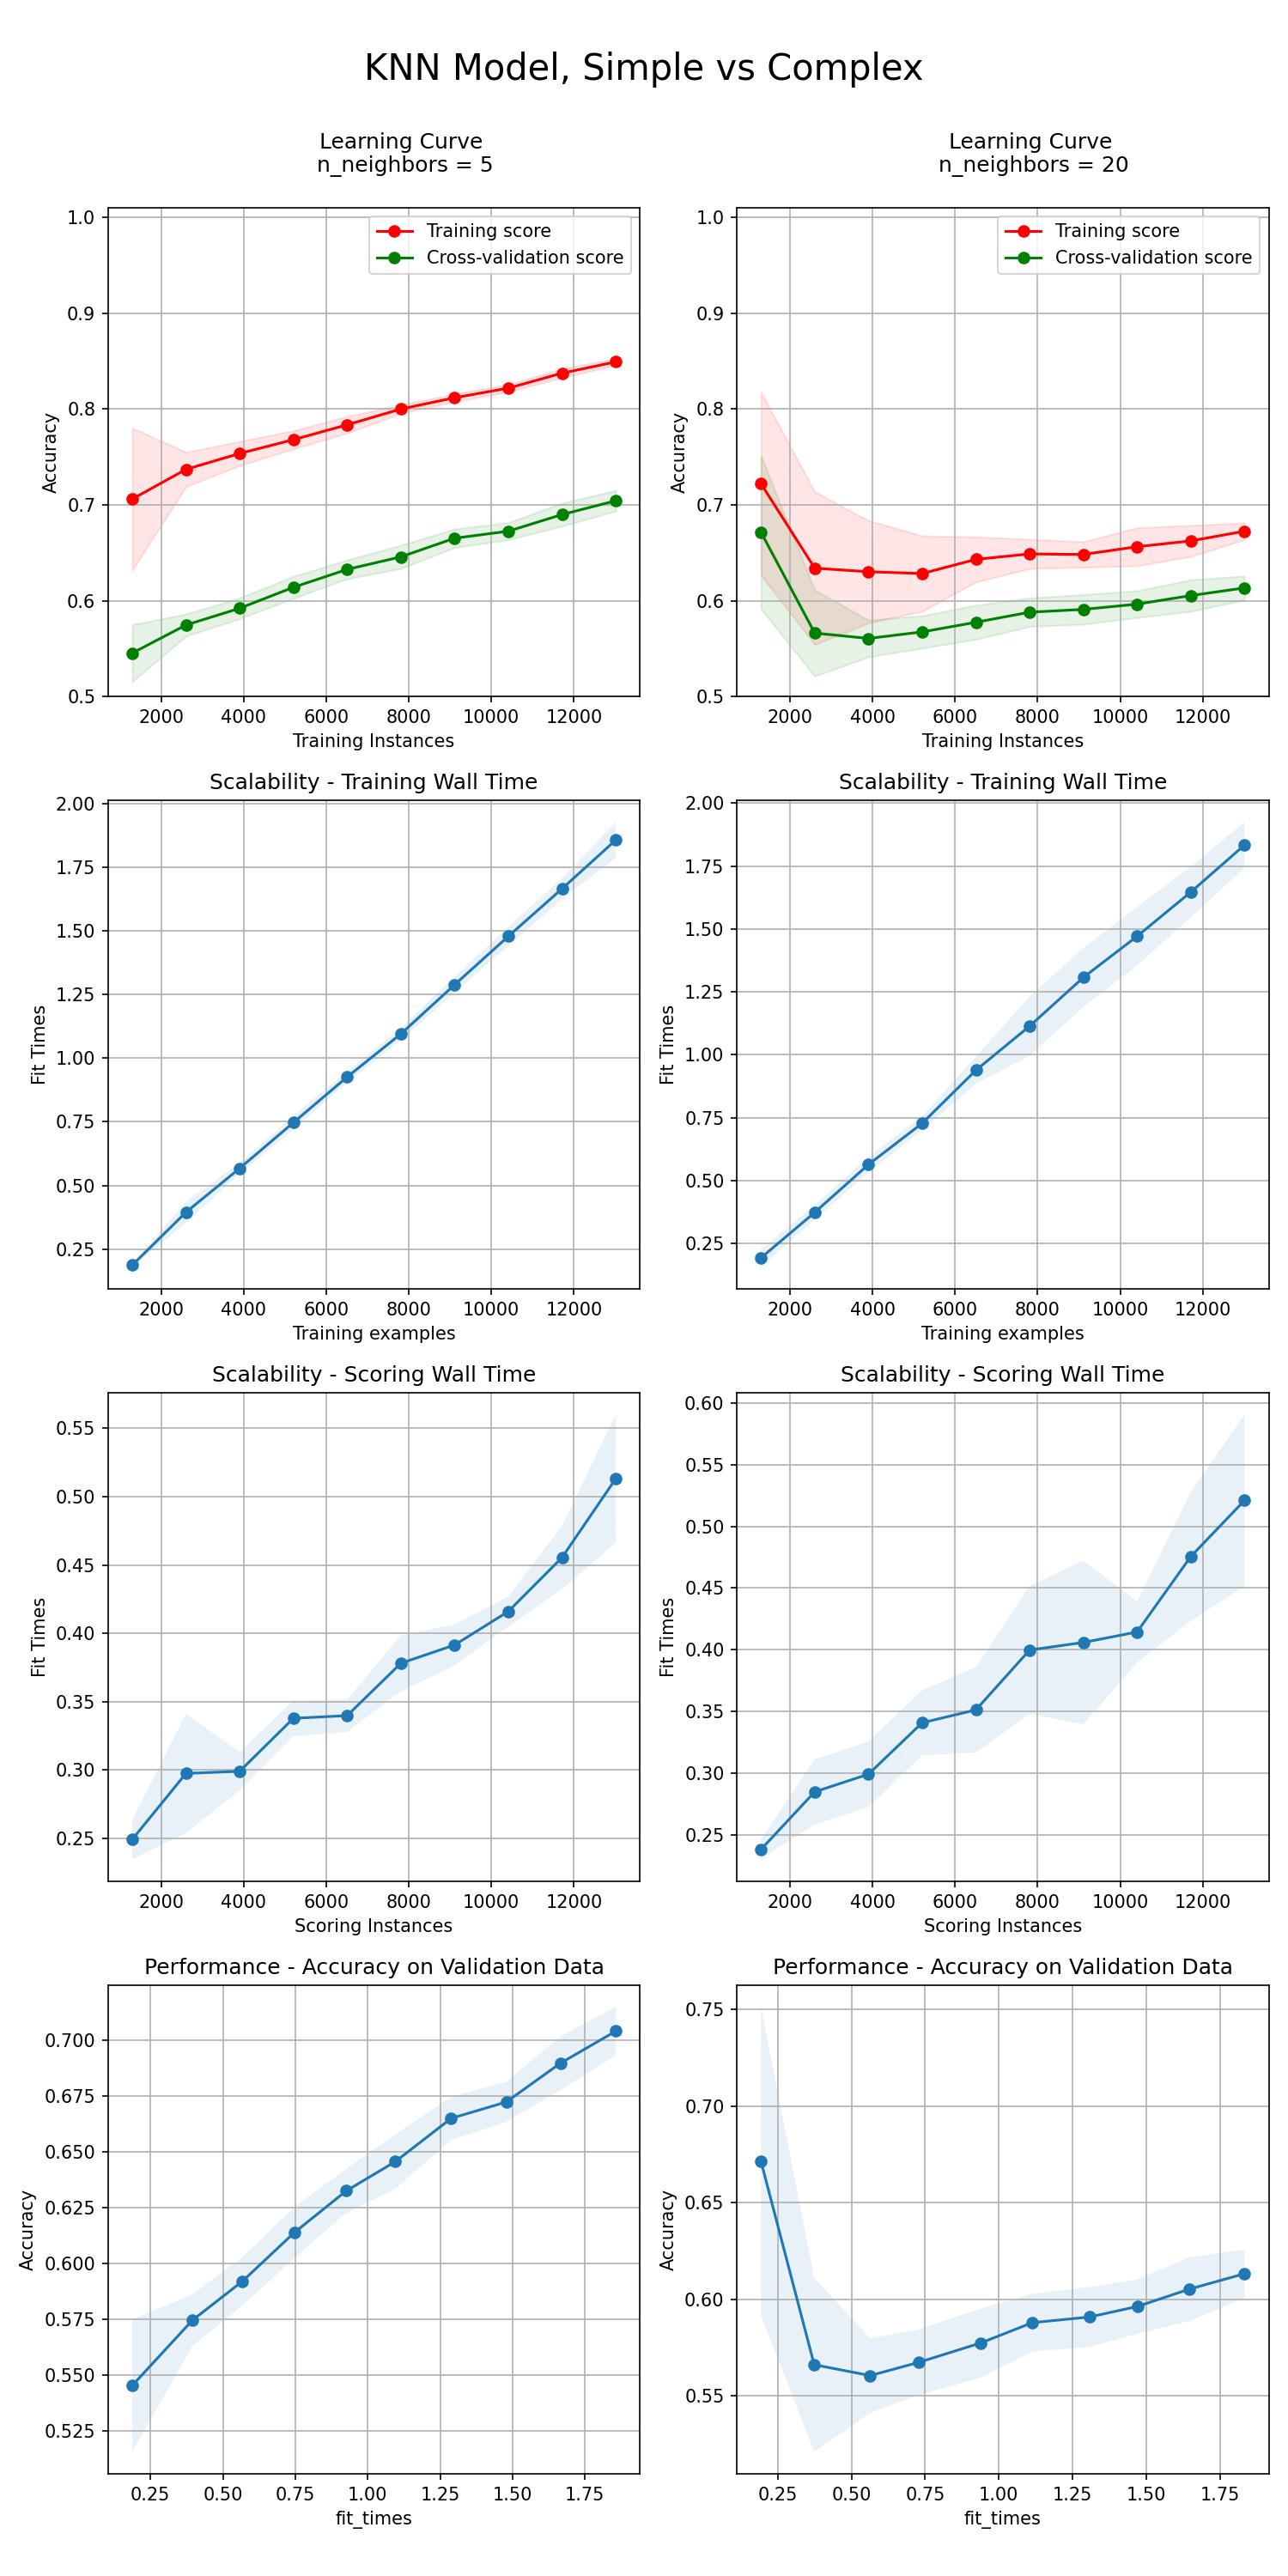 KNN Model, Simple vs Complex
Learning Curve
n_neighbors = 5
1.0
0.9
0.8
0.7
0.6
0.5
Accuracy
Training score
Cross-validation score
2000 4000 6000 8000 10000 12000
Training Instances
Learning Curve
n_neighbors = 20
1.0
0.9
0.8
0.7
0.6
0.5
Accuracy
Training score
Cross-validation score
2000 4000 6000 8000 10000 12000
Training Instances
Scalability - Training Wall Time
2.00
1.75
1.50
1.25
1.00
0.75
0.50
0.25
Fit Times
2000 4000 6000 8000 10000 12000
Training examples
Scalability - Training Wall Time
2.00
1.75
1.50
1.25
1.00
0.75
0.50
0.25
Fit Times
2000 4000 6000 8000 10000 12000
Training examples
Scalability - Scoring Wall Time
0.55
0.50
0.45
0.40
0.35
0.30
0.25
Fit Times
2000 4000 6000 8000 10000 12000
Scoring Instances
Scalability - Scoring Wall Time
0.60
0.55
0.50
0.45
0.40
0.35
0.30
0.25
Fit Times
2000 4000 6000 8000 10000 12000
Scoring Instances
Performance - Accuracy on Validation Data
0.700
0.675
0.650
0.625
0.600
0.575
0.550
0.525
Accuracy
0.25 0.50 0.75 1.00 1.25 1.50 1.75
fit_times
Performance - Accuracy on Validation Data
0.75
0.70
0.65
0.60
0.55
Accuracy
0.25 0.50 0.75 1.00 1.25 1.50 1.75
fit_times